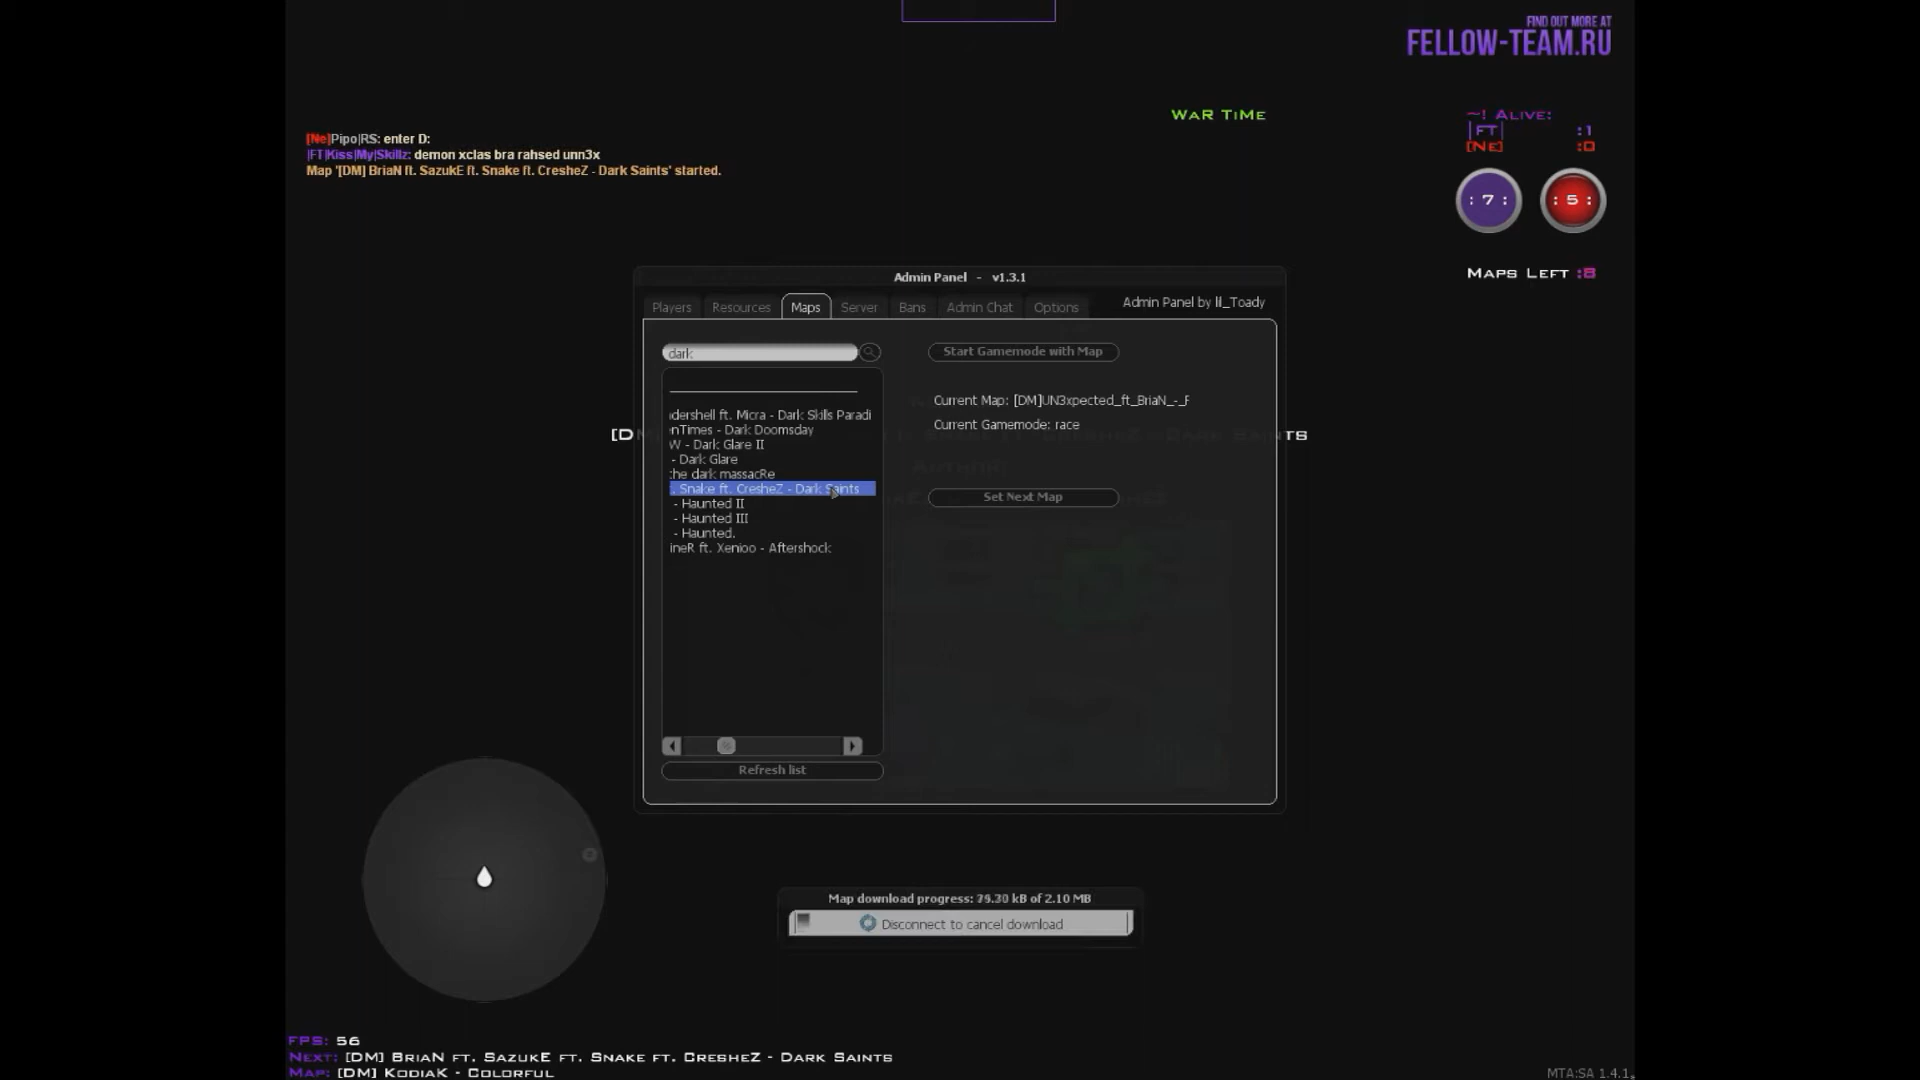 FIND OUT MORE AT
FELLOW-TEAM.RU
WAR TIME
~! ALIVE:
|FT| :1
[NE] :0
: 7 : : 5 :
MAPS LEFT :8
[Ne]Pipo|RS: enter D:
|FT|Kiss|My|Skillz: demon xclas bra rahsed unn3x
Map '[DM] BriaN ft. SazukE ft. Snake ft. CresheZ - Dark Saints' started.
Admin Panel - v1.3.1
Players Resources Maps Server Bans Admin Chat Options
Admin Panel by lil_Toady
dark
Start Gamemode with Map
dershell ft. Micra - Dark Skills Paradi
nTimes - Dark Doomsday
W - Dark Glare II
- Dark Glare
he dark massacRe
. Snake ft. CresheZ - Dark Saints
- Haunted II
- Haunted III
- Haunted.
ineR ft. Xenioo - Aftershock
Current Map: [DM]UN3xpected_ft_BriaN_-_F
Current Gamemode: race
[D
TS
Set Next Map
Refresh list
Map download progress: kB of 2.10 MB
Disconnect to cancel download
FPS: 56
NEXT: [DM] BRIAN FT. SAZUKE FT. SNAKE FT. CRESHEZ - DARK SAINTS
MAP: [DM] KODIAK - COLORFUL
MTA:SA 1.4.1